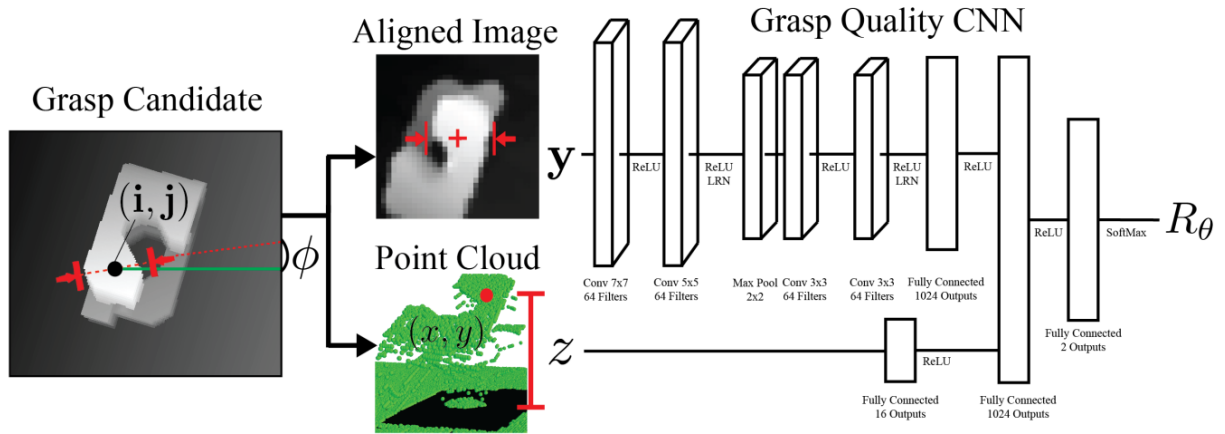 Grasp Candidate
(i, j)
ϕ
Aligned Image
Point Cloud
(x, y)
Grasp Quality CNN
y
ReLU
ReLU
LRN
ReLU
ReLU
LRN
ReLU
ReLU
SoftMax
R_θ
Conv 7x7
64 Filters
Conv 5x5
64 Filters
Max Pool
2x2
Conv 3x3
64 Filters
Conv 3x3
64 Filters
Fully Connected
1024 Outputs
Fully Connected
2 Outputs
z
ReLU
Fully Connected
16 Outputs
Fully Connected
1024 Outputs